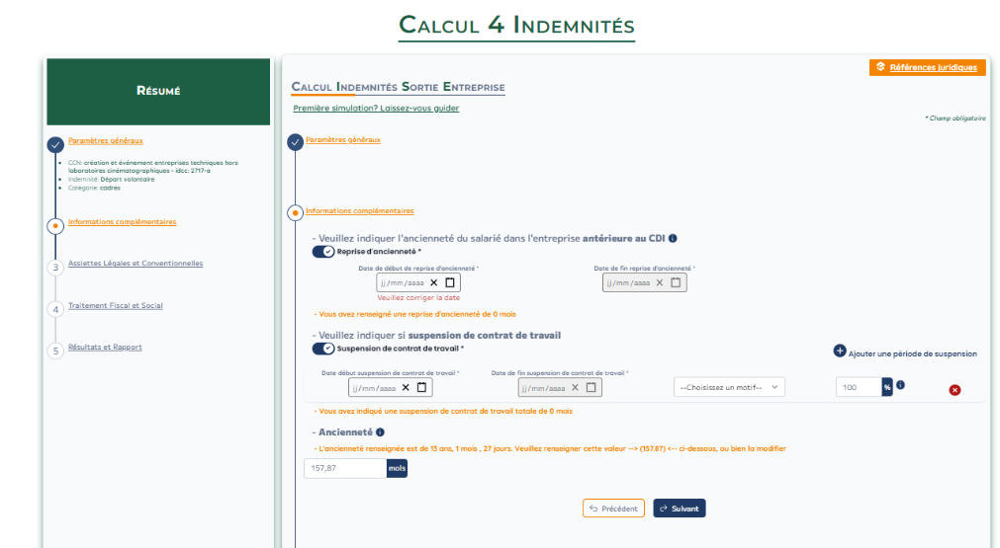 Calcul 4 Indemnités
Références juridiques
Résumé
Calcul Indemnités Sortie Entreprise
Première simulation? Laissez-vous guider
* Champ obligatoire
Paramètres généraux
CCN: création et événement entreprises techniques hors
laboratoires cinématographiques - idcc: 2717-a
Indemnité: Départ volontaire
Catégorie: cadres
Informations complémentaires
3 Assiettes Légales et Conventionnelles
4 Traitement Fiscal et Social
5 Résultats et Rapport
Paramètres généraux
Informations complémentaires
- Veuillez indiquer l'ancienneté du salarié dans l'entreprise antérieure au CDI
Reprise d'ancienneté *
Date de début de reprise d'ancienneté * Date de fin reprise d'ancienneté *
jj/mm/aaaa jj/mm/aaaa
Veuillez corriger la date
- Vous avez renseigné une reprise d'ancienneté de 0 mois
- Veuillez indiquer si suspension de contrat de travail
Suspension de contrat de travail *
Ajouter une période de suspension
Date début suspension de contrat de travail * Date de fin suspension de contrat de travail *
jj/mm/aaaa jj/mm/aaaa --Choisissez un motif-- 100 %
- Vous avez indiqué une suspension de contrat de travail totale de 0 mois
- Ancienneté
- L'ancienneté renseignée est de 13 ans, 1 mois , 27 jours. Veuillez renseigner cette valeur --> (157.87) <-- ci-dessous, ou bien la modifier
157,87 mois
Précédent Suivant